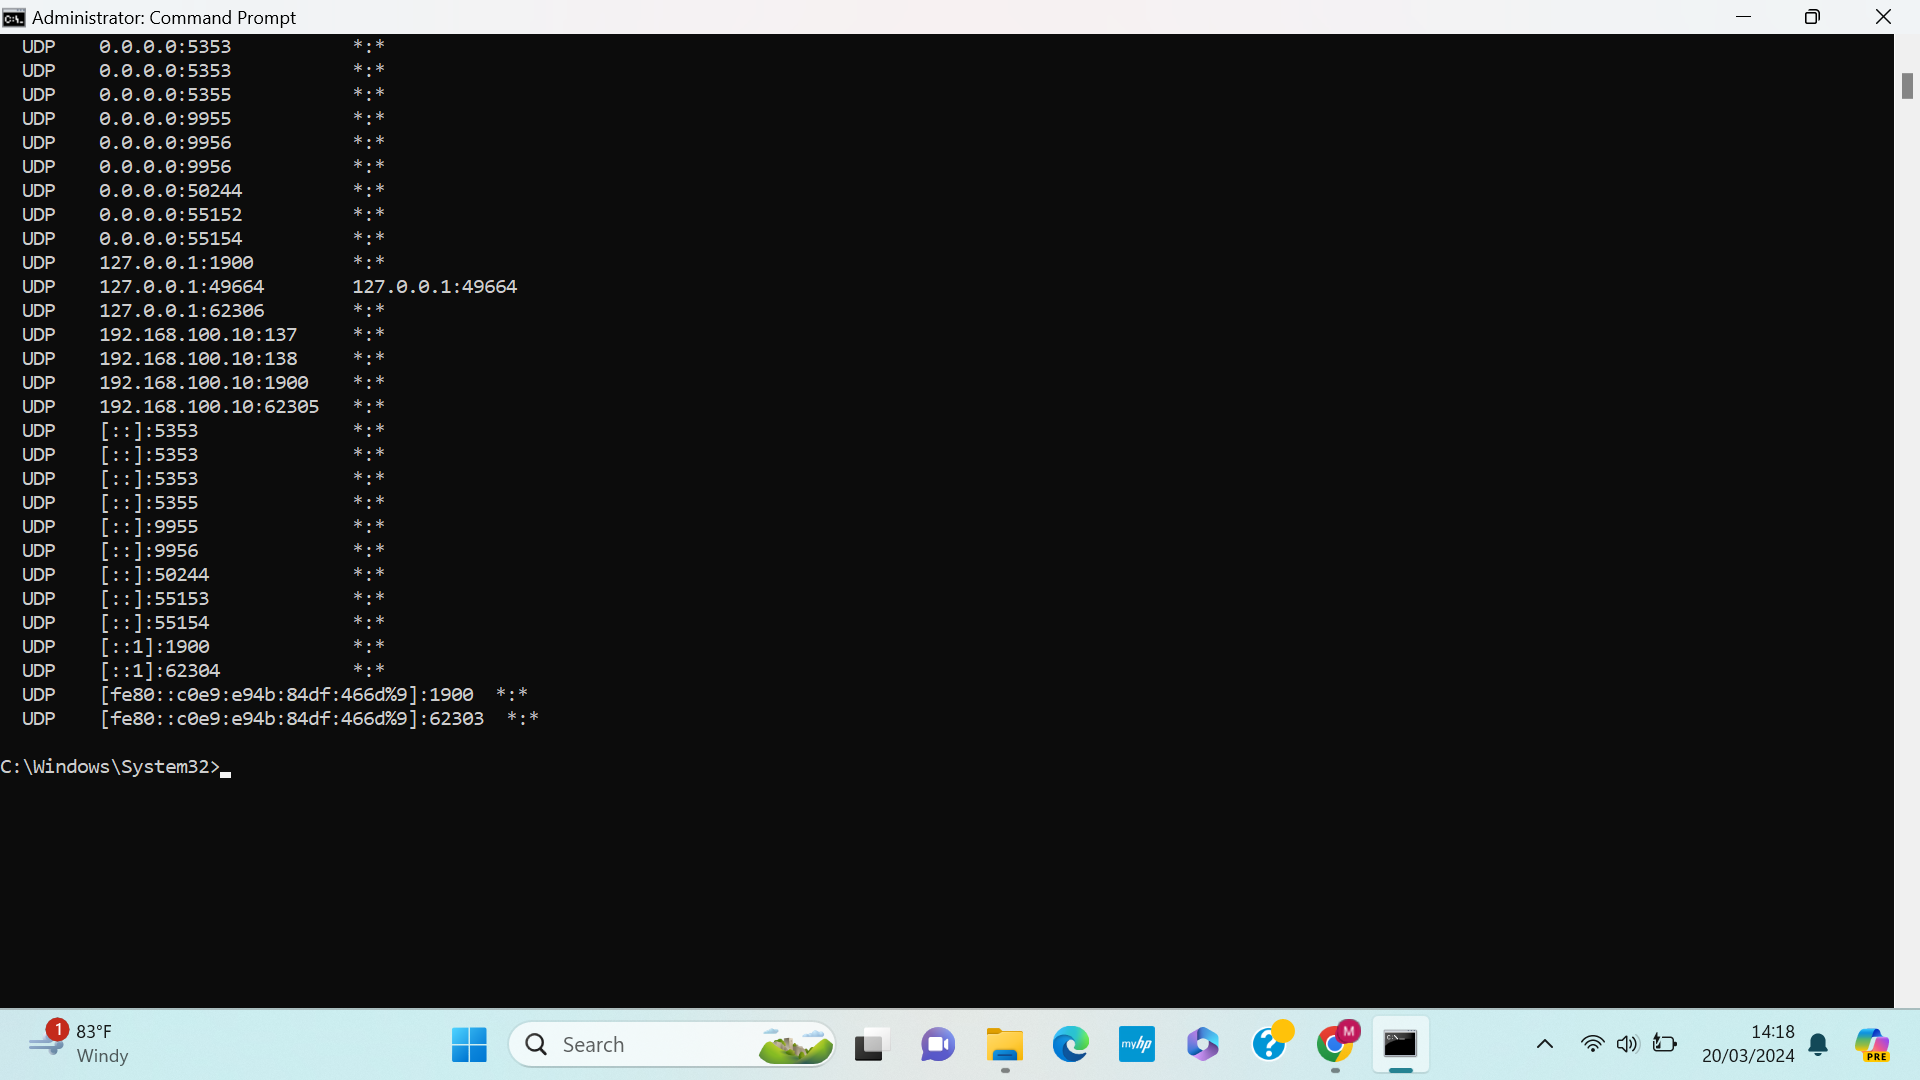 Administrator: Command Prompt
UDP 0.0.0.0:5353 *:*
UDP 0.0.0.0:5353 *:*
UDP 0.0.0.0:5355 *:*
UDP 0.0.0.0:9955 *:*
UDP 0.0.0.0:9956 *:*
UDP 0.0.0.0:9956 *:*
UDP 0.0.0.0:50244 *:*
UDP 0.0.0.0:55152 *:*
UDP 0.0.0.0:55154 *:*
UDP 127.0.0.1:1900 *:*
UDP 127.0.0.1:49664 127.0.0.1:49664
UDP 127.0.0.1:62306 *:*
UDP 192.168.100.10:137 *:*
UDP 192.168.100.10:138 *:*
UDP 192.168.100.10:1900 *:*
UDP 192.168.100.10:62305 *:*
UDP [::]:5353 *:*
UDP [::]:5353 *:*
UDP [::]:5353 *:*
UDP [::]:5355 *:*
UDP [::]:9955 *:*
UDP [::]:9956 *:*
UDP [::]:50244 *:*
UDP [::]:55153 *:*
UDP [::]:55154 *:*
UDP [::1]:1900 *:*
UDP [::1]:62304 *:*
UDP [fe80::c0e9:e94b:84df:466d%9]:1900 *:*
UDP [fe80::c0e9:e94b:84df:466d%9]:62303 *:*
C:\Windows\System32>
1 83°F
Windy
Search
myhp
M
14:18
20/03/2024
PRE